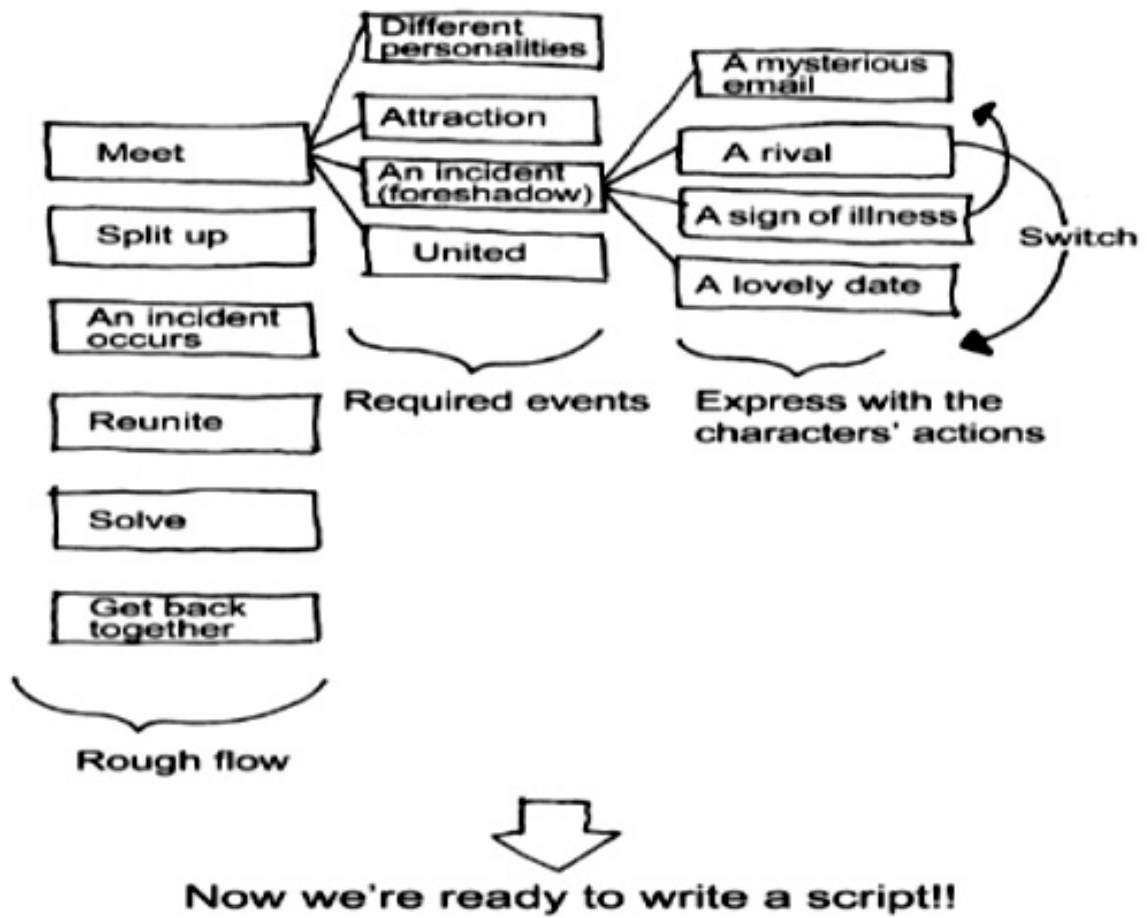 Different
personalities
Attraction
An incident
(foreshadow)
United
A mysterious
email
A rival
A sign of illness
A lovely date
Switch
Meet
Split up
An incident
occurs
Reunite
Solve
Get back
together
Required events
Express with the
characters' actions
Rough flow
Now we're ready to write a script!!